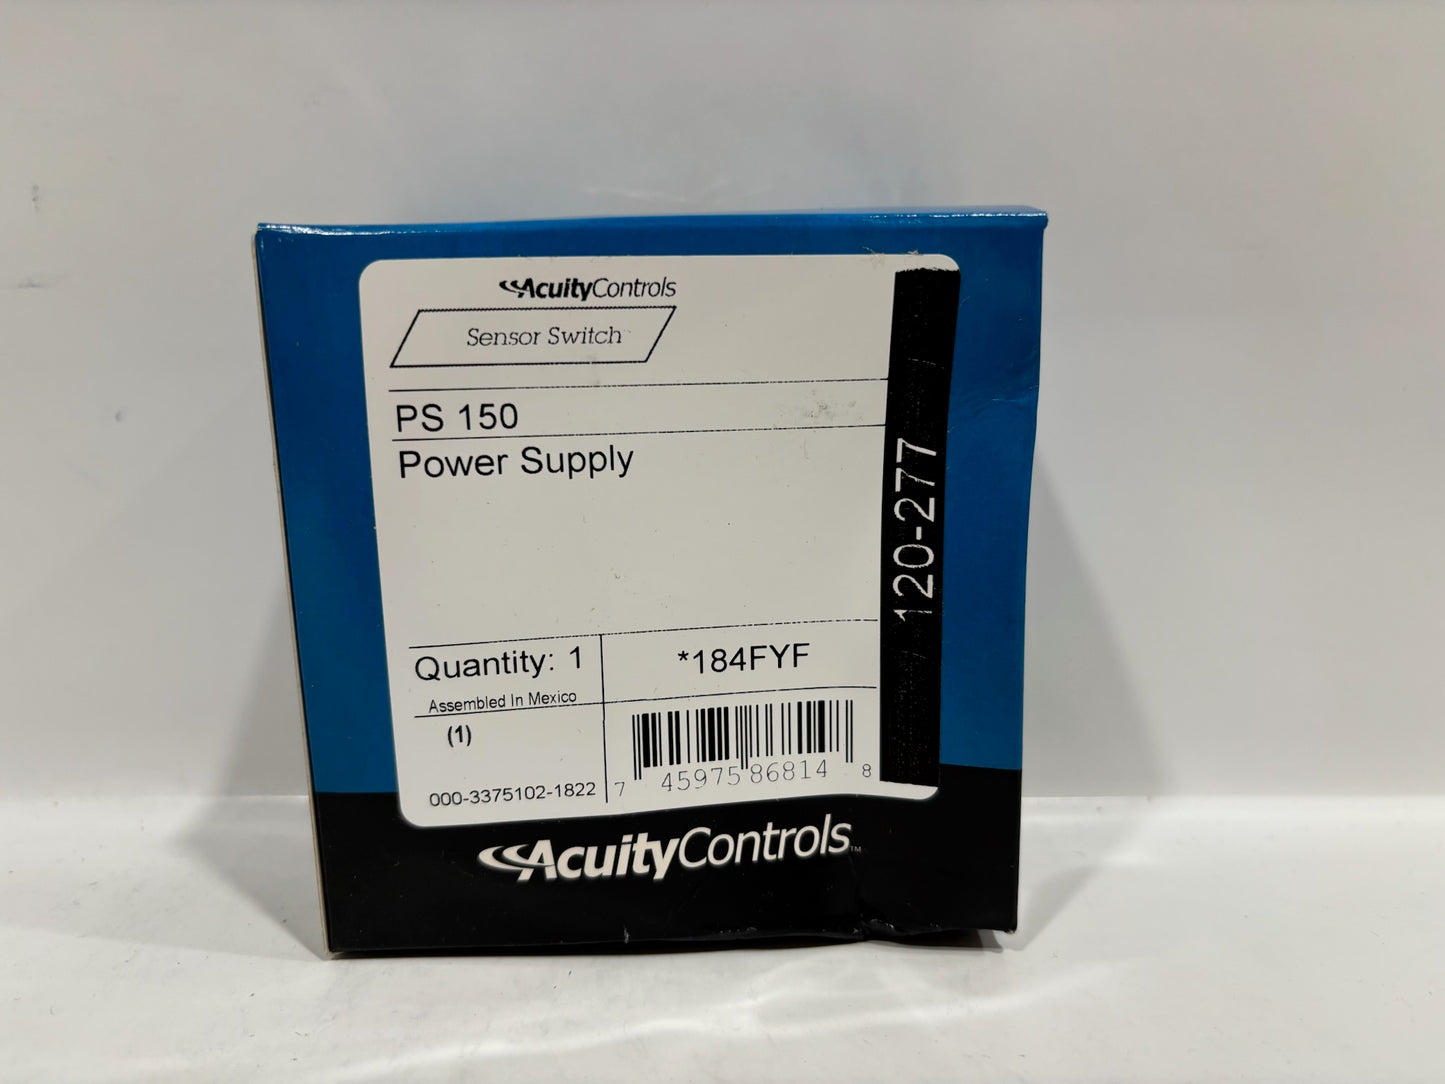 AcuityControls
Sensor Switch
PS 150
Power Supply
120-277
Quantity: 1
Assembled In Mexico
*184FYF
(1)
000-3375102-1822
7 45975 86814 8
AcuityControls™